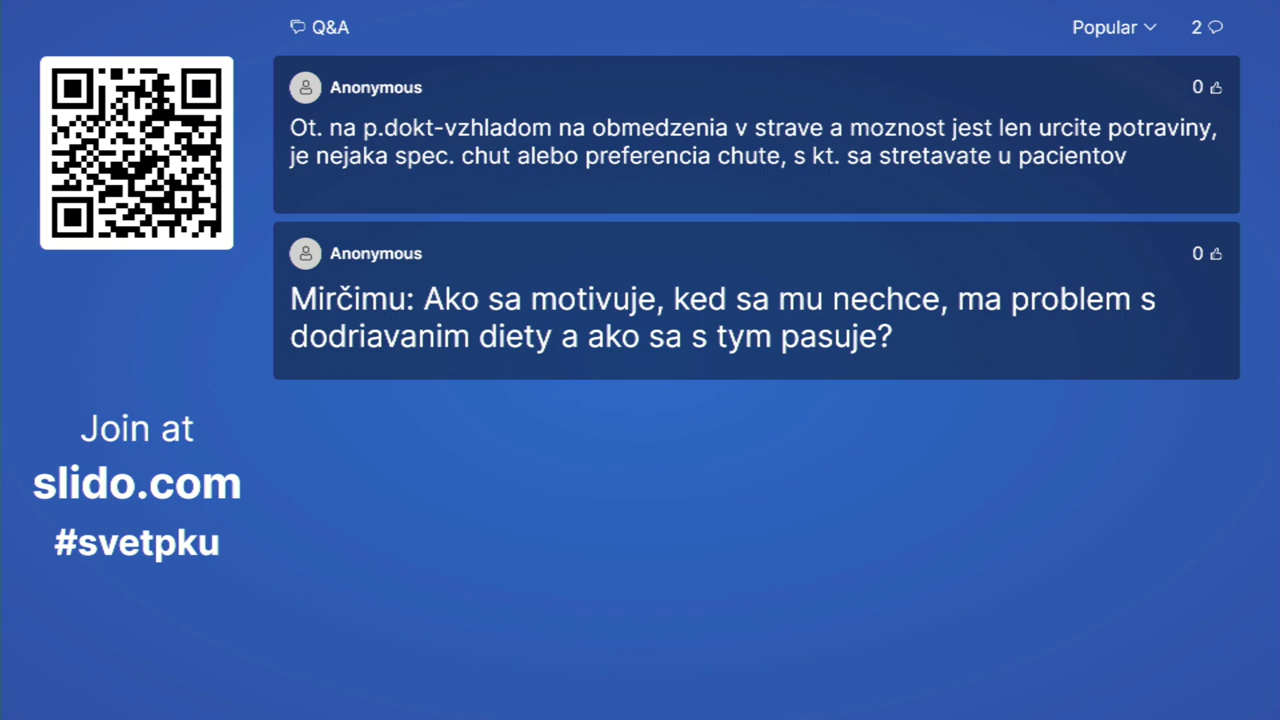 Q&A
Popular
2
Anonymous
0
Ot. na p.dokt-vzhladom na obmedzenia v strave a moznost jest len urcite potraviny,
je nejaka spec. chut alebo preferencia chute, s kt. sa stretavate u pacientov
Anonymous
0
Mirčimu: Ako sa motivuje, ked sa mu nechce, ma problem s
dodriavanim diety a ako sa s tym pasuje?
Join at
slido.com
#svetpku